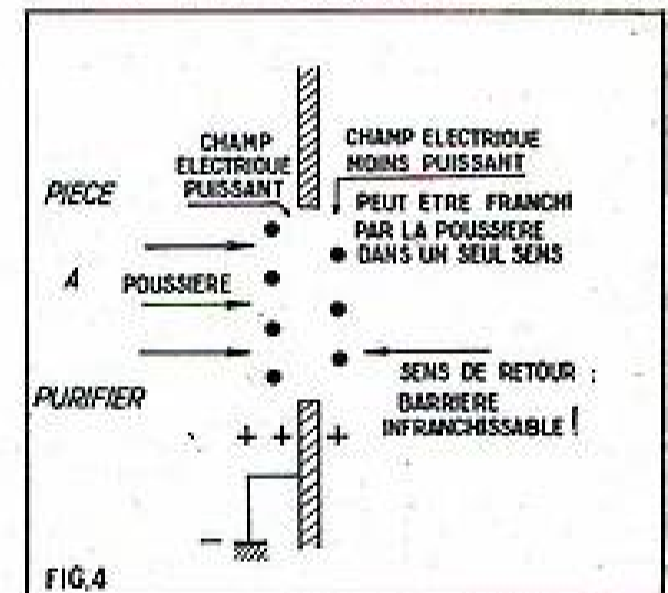 CHAMP
ELECTRIQUE
PUISSANT
CHAMP ELECTRIQUE
MOINS PUISSANT
PEUT ETRE FRANCHI
PAR LA POUSSIERE
DANS UN SEUL SENS
PIECE
A
PURIFIER
POUSSIERE
SENS DE RETOUR :
BARRIERE
INFRANCHISSABLE !
+ + +
-
FIG.4